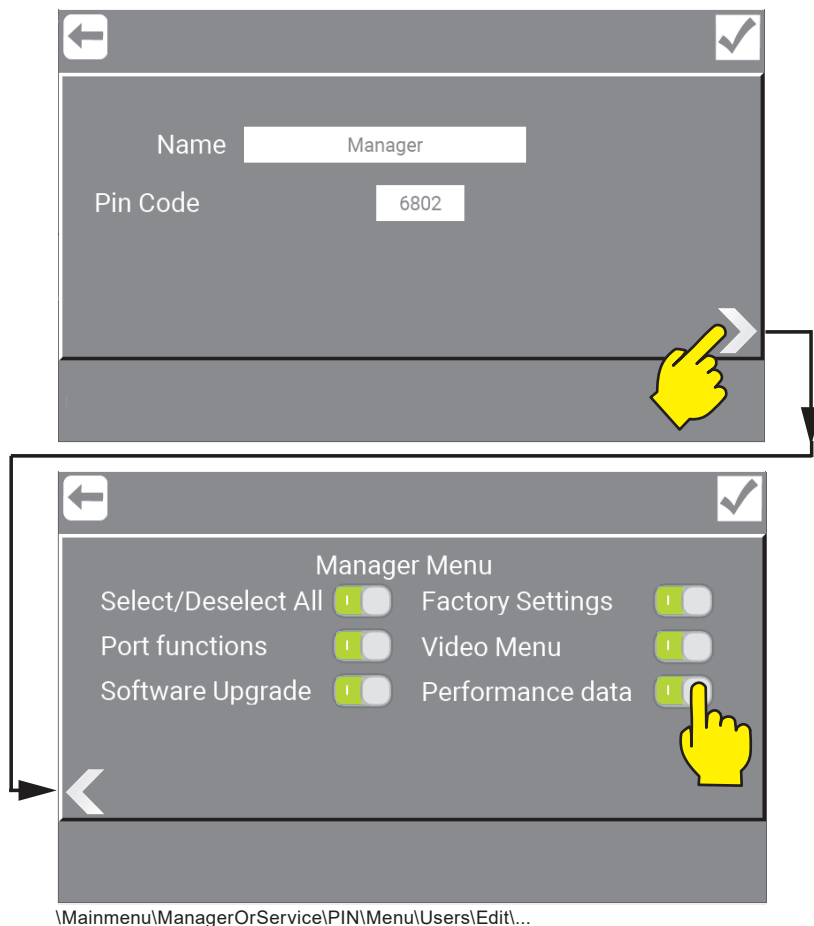 Name Manager
Pin Code 6802
Manager Menu
Select/Deselect All Factory Settings
Port functions Video Menu
Software Upgrade Performance data
\Mainmenu\ManagerOrService\PIN\Menu\Users\Edit\...